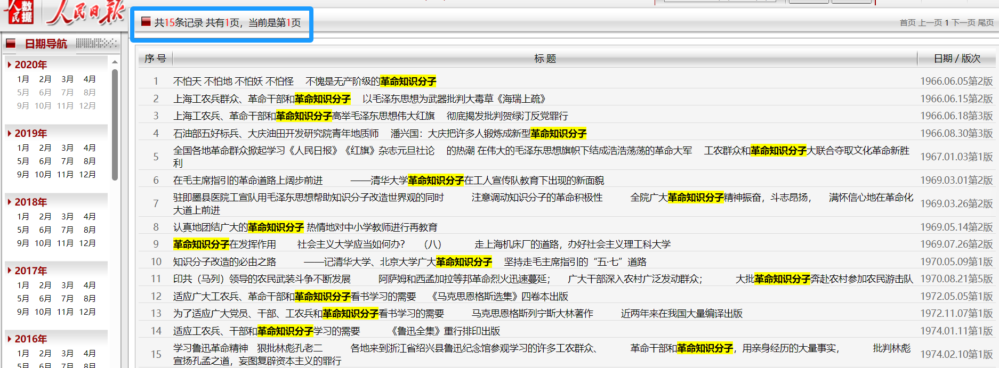 人民数据 人民日报
共15条记录 共有1页，当前是第1页
首页 上一页 1 下一页 尾页
日期导航
2020年
1月 2月 3月 4月
5月 6月 7月 8月
9月 10月 11月 12月
2019年
1月 2月 3月 4月
5月 6月 7月 8月
9月 10月 11月 12月
2018年
1月 2月 3月 4月
5月 6月 7月 8月
9月 10月 11月 12月
2017年
1月 2月 3月 4月
5月 6月 7月 8月
9月 10月 11月 12月
2016年
1月 2月 3月 4月
5月 6月 7月 8月
序 号 标 题 日期 / 版次
1 不怕天 不怕地 不怕妖 不怕怪 不愧是无产阶级的革命知识分子 1966.06.05第2版
2 上海工农兵群众、革命干部和革命知识分子 以毛泽东思想为武器批判大毒草《海瑞上疏》 1966.06.15第2版
3 上海工农兵、革命干部和革命知识分子高举毛泽东思想伟大红旗 彻底揭发批判贺绿汀反党罪行 1966.06.18第3版
4 石油部五好标兵、大庆油田开发研究院青年地质师 潘兴国：大庆把许多人锻炼成新型革命知识分子 1966.08.30第3版
5 全国各地革命群众掀起学习《人民日报》《红旗》杂志元旦社论 的热潮 在伟大的毛泽东思想旗帜下结成浩浩荡荡的革命大军 工农群众和革命知识分子大联合夺取文化革命新胜
利 1967.01.03第1版
6 在毛主席指引的革命道路上阔步前进 ——清华大学革命知识分子在工人宣传队教育下出现的新面貌 1969.03.01第2版
7 驻即墨县医院工宣队用毛泽东思想帮助知识分子改造世界观的同时 注意调动知识分子的革命积极性 全院广大革命知识分子精神振奋，斗志昂扬， 满怀信心地在革命化
大道上前进 1969.03.26第2版
8 认真地团结广大的革命知识分子 热情地对中小学教师进行再教育 1969.05.14第2版
9 革命知识分子在发挥作用 社会主义大学应当如何办？ （八） 走上海机床厂的道路，办好社会主义理工科大学 1969.07.26第2版
10 知识分子改造的必由之路 ——记清华大学、北京大学广大革命知识分子 坚持走毛主席指引的“五·七”道路 1970.05.09第1版
11 印共（马列）领导的农民武装斗争不断发展 阿萨姆和西孟加拉等邦革命烈火迅速蔓延； 广大干部深入农村广泛发动群众； 大批革命知识分子奔赴农村参加农民游击队 1970.08.21第5版
12 适应广大工农兵、革命干部和革命知识分子看书学习的需要 《马克思恩格斯选集》四卷本出版 1972.05.05第1版
13 为了适应广大党员、干部、工农兵和革命知识分子看书学习的需要 马克思恩格斯列宁斯大林著作 近两年来在我国大量编译出版 1972.11.07第1版
14 适应工农兵、干部和革命知识分子学习的需要 《鲁迅全集》重行排印出版 1974.01.11第1版
15 学习鲁迅革命精神 狠批林彪孔老二 各地来到浙江省绍兴县鲁迅纪念馆参观学习的许多工农群众、 革命干部和革命知识分子，用亲身经历的大量事实， 批判林彪
宣扬孔孟之道，妄图复辟资本主义的罪行 1974.02.10第1版